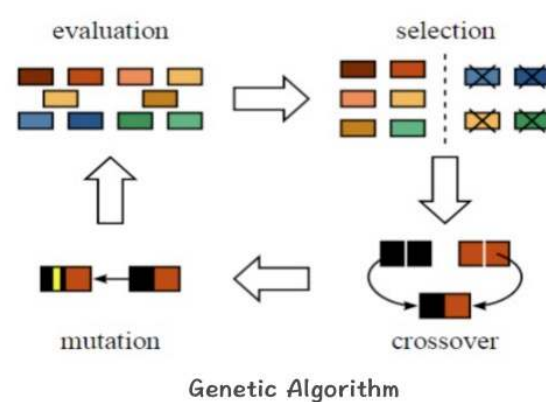 evaluation
selection
mutation
crossover
Genetic Algorithm